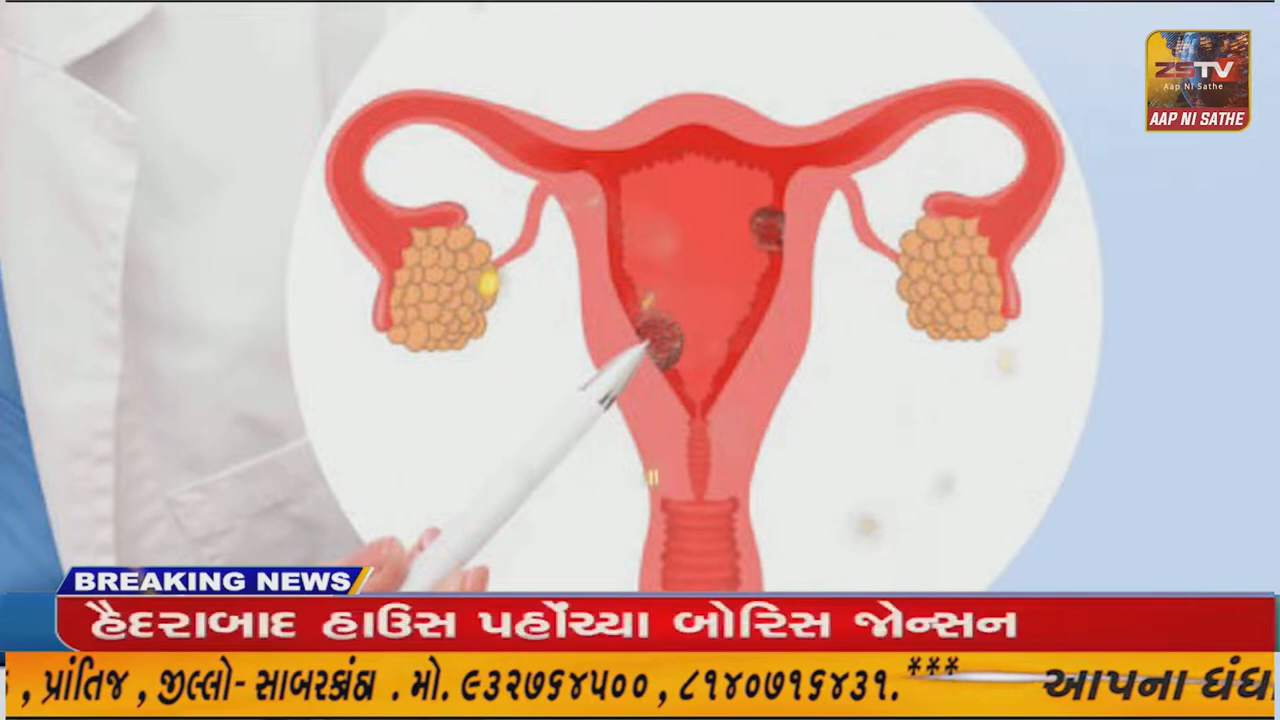 ZSTV
Aap Ni Sathe
AAP NI SATHE
BREAKING NEWS
હૈદરાબાદ હાઉસ પહોંચ્યા બોરિસ જોન્સન
, પ્રાંતિજ , જીલ્લો- સાબરકાંઠા . મો. ૯૩૨૭૬૪૫૦૦ , ૮૧૪૦૭૧૬૪૩૧. *** આપના